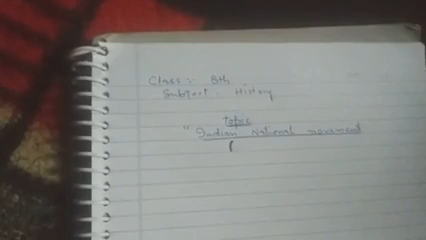 Class :- 8th
Subject : History
Topic
" Indian National movement
(